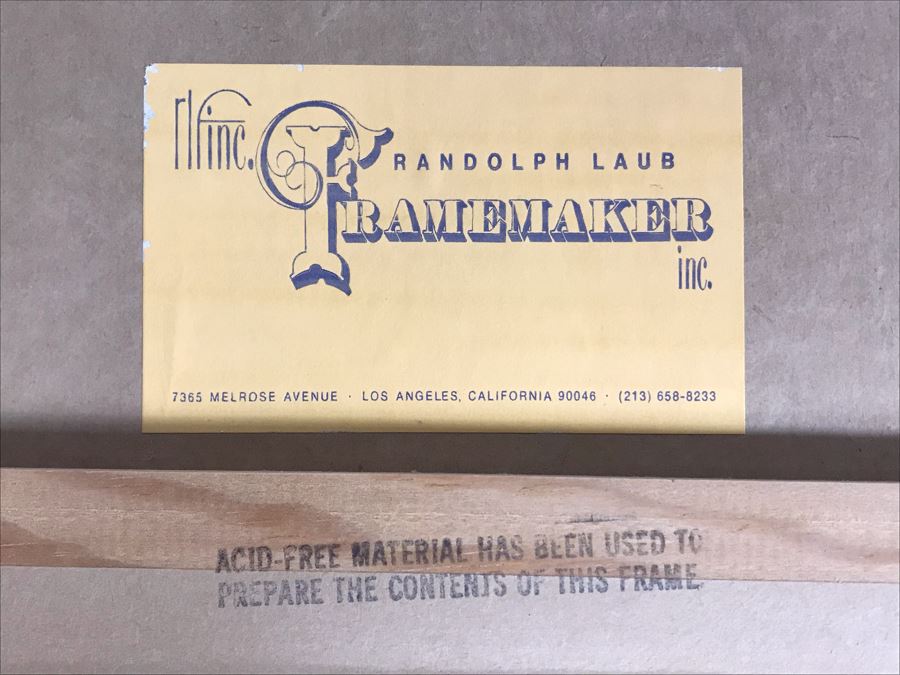 rlfinc.
RANDOLPH LAUB
FRAMEMAKER
inc.
7365 MELROSE AVENUE · LOS ANGELES, CALIFORNIA 90046 · (213) 658-8233
ACID-FREE MATERIAL HAS BEEN USED TO
PREPARE THE CONTENTS OF THIS FRAME